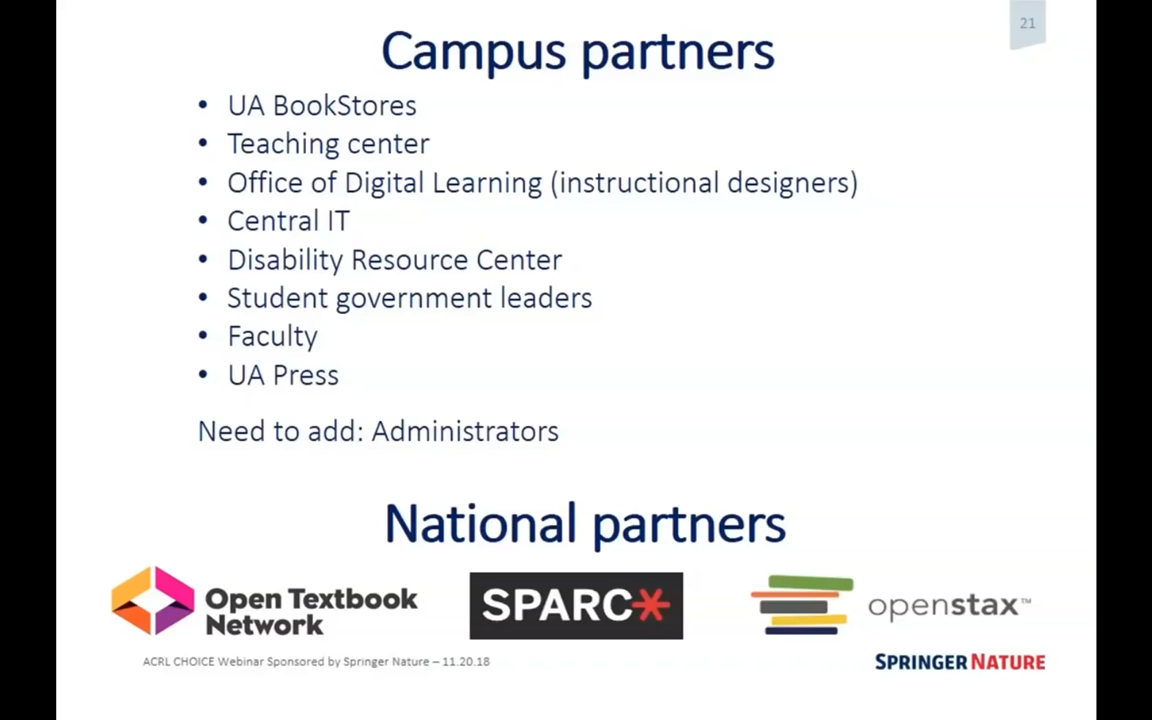 21
Campus partners
• UA BookStores
• Teaching center
• Office of Digital Learning (instructional designers)
• Central IT
• Disability Resource Center
• Student government leaders
• Faculty
• UA Press
Need to add: Administrators
National partners
Open Textbook
Network
SPARC*
openstax™
ACRL CHOICE Webinar Sponsored by Springer Nature – 11.20.18
SPRINGER NATURE